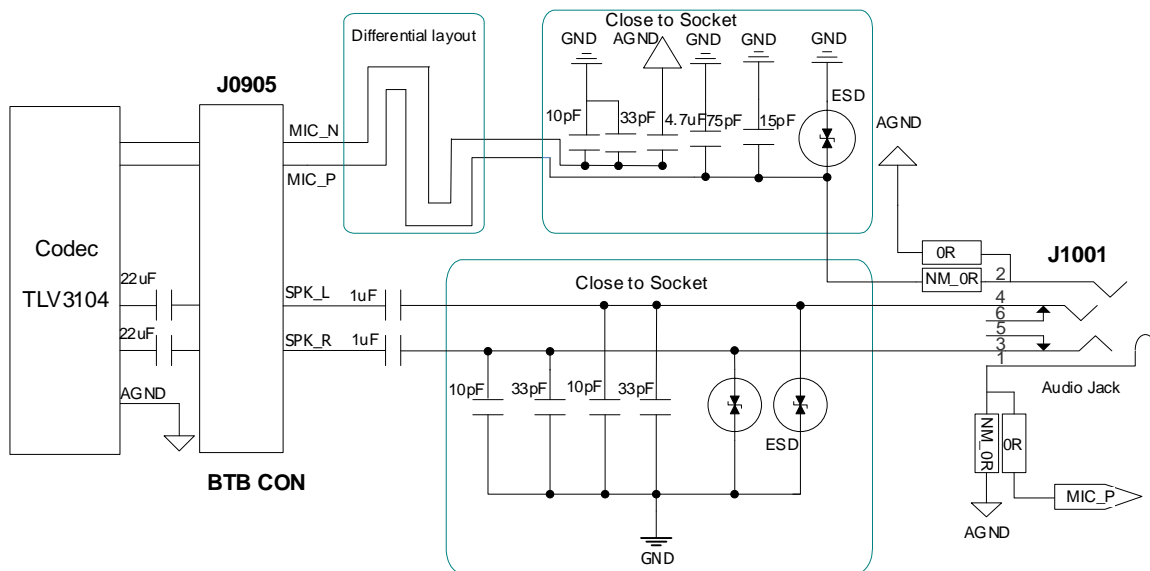 Close to Socket
Differential layout
GND
AGND
GND
GND
GND
J0905
ESD
10pF
33pF
4.7uF
75pF
15pF
AGND
MIC_N
MIC_P
Codec
TLV3104
0R
J1001
NM_0R
2
22uF
SPK_L
1uF
Close to Socket
4
6
22uF
SPK_R
1uF
5
3
1
AGND
10pF
33pF
10pF
33pF
Audio Jack
ESD
NM_0R
0R
BTB CON
MIC_P
AGND
GND